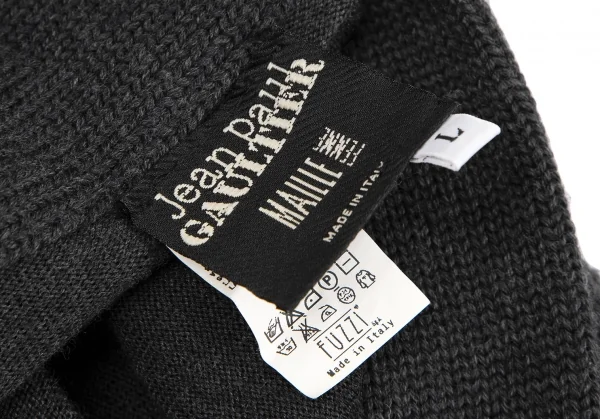 Jean Paul
GAULTIER
MAILLE
FEMME
MADE IN ITALY
L
FUZZI
Made in Italy